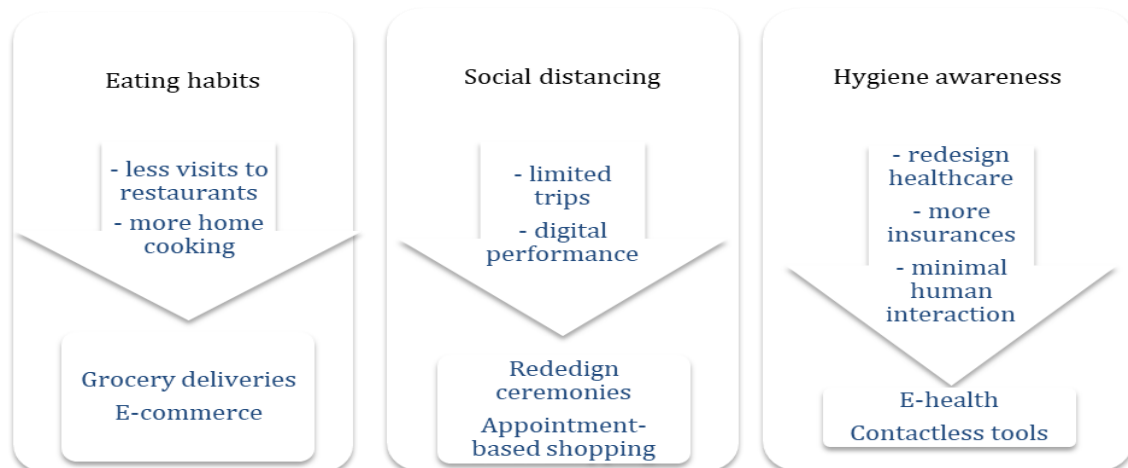 Eating habits
- less visits to
restaurants
- more home
cooking
Grocery deliveries
E-commerce
Social distancing
- limited
trips
- digital
performance
Rededign
ceremonies
Appointment-
based shopping
Hygiene awareness
- redesign
healthcare
- more
insurances
- minimal
human
interaction
E-health
Contactless tools